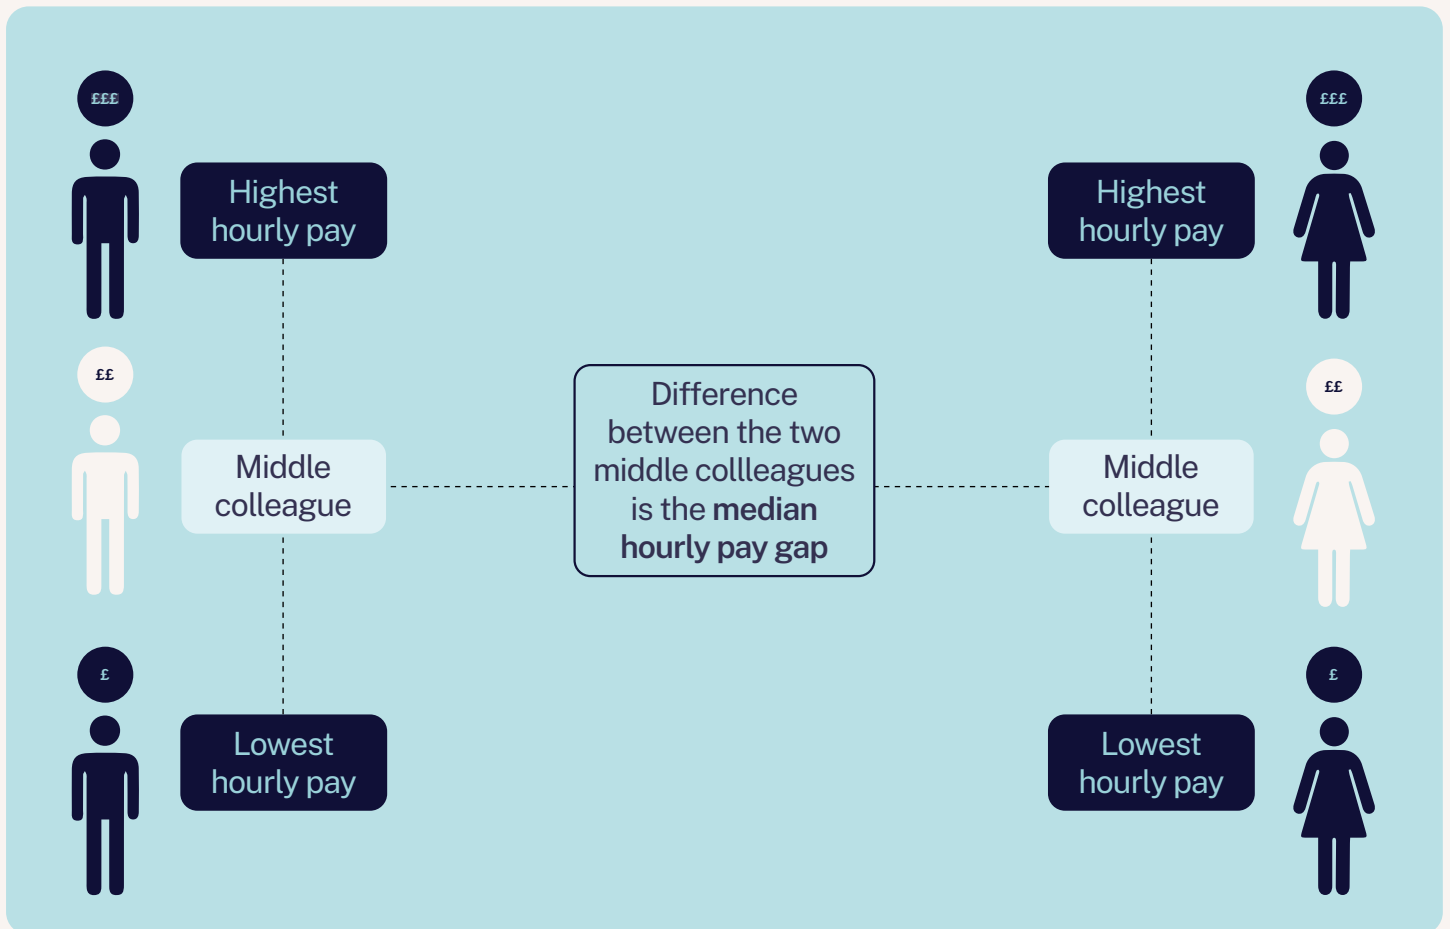 £££
Highest
hourly pay
££
Middle
colleague
£
Lowest
hourly pay
Difference
between the two
middle collleagues
is the median
hourly pay gap
£££
Highest
hourly pay
££
Middle
colleague
£
Lowest
hourly pay